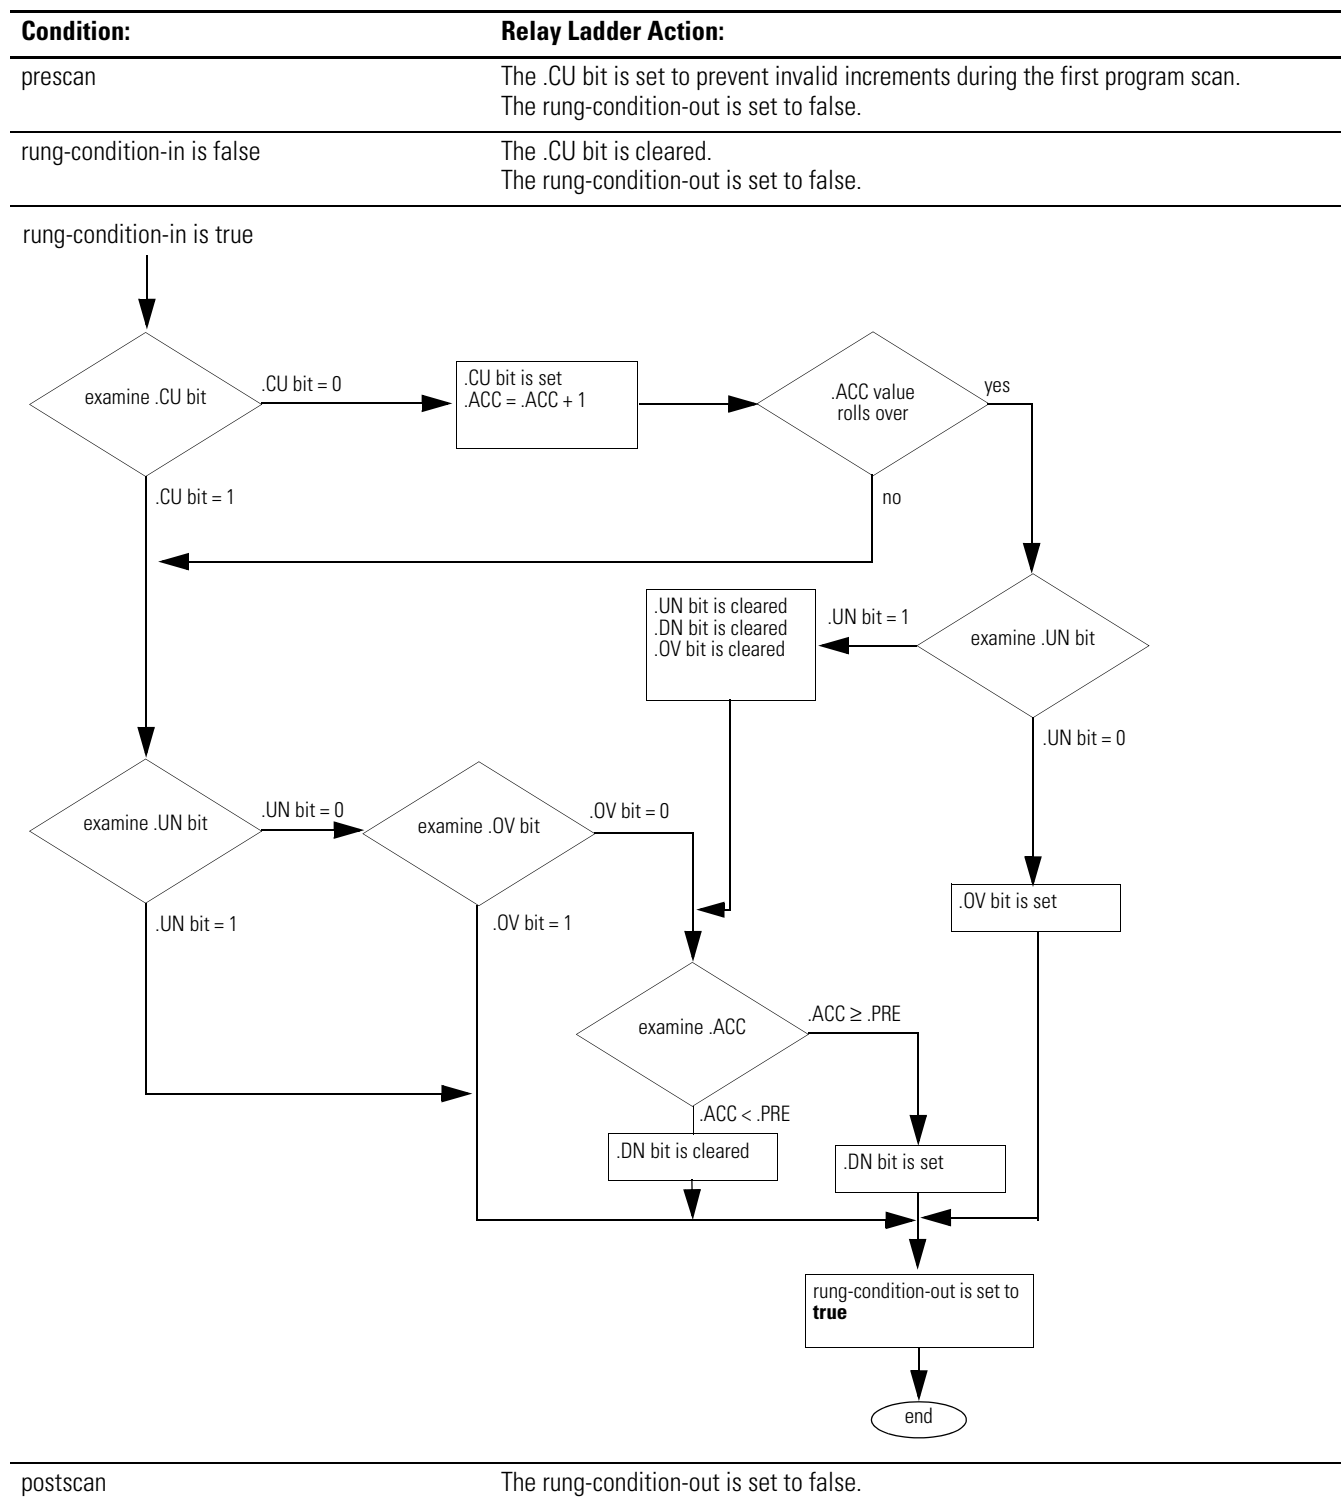 Condition:
Relay Ladder Action:
prescan
The .CU bit is set to prevent invalid increments during the first program scan.
The rung-condition-out is set to false.
rung-condition-in is false
The .CU bit is cleared.
The rung-condition-out is set to false.
rung-condition-in is true
examine .CU bit
.CU bit = 0
.CU bit is set
.ACC = .ACC + 1
.ACC value
rolls over
yes
.CU bit = 1
no
.UN bit is cleared
.DN bit is cleared
.OV bit is cleared
.UN bit = 1
examine .UN bit
.UN bit = 0
examine .UN bit
.UN bit = 0
examine .OV bit
.OV bit = 0
.UN bit = 1
.OV bit = 1
.OV bit is set
examine .ACC
.ACC ≥ .PRE
.ACC < .PRE
.DN bit is cleared
.DN bit is set
rung-condition-out is set to
true
end
postscan
The rung-condition-out is set to false.